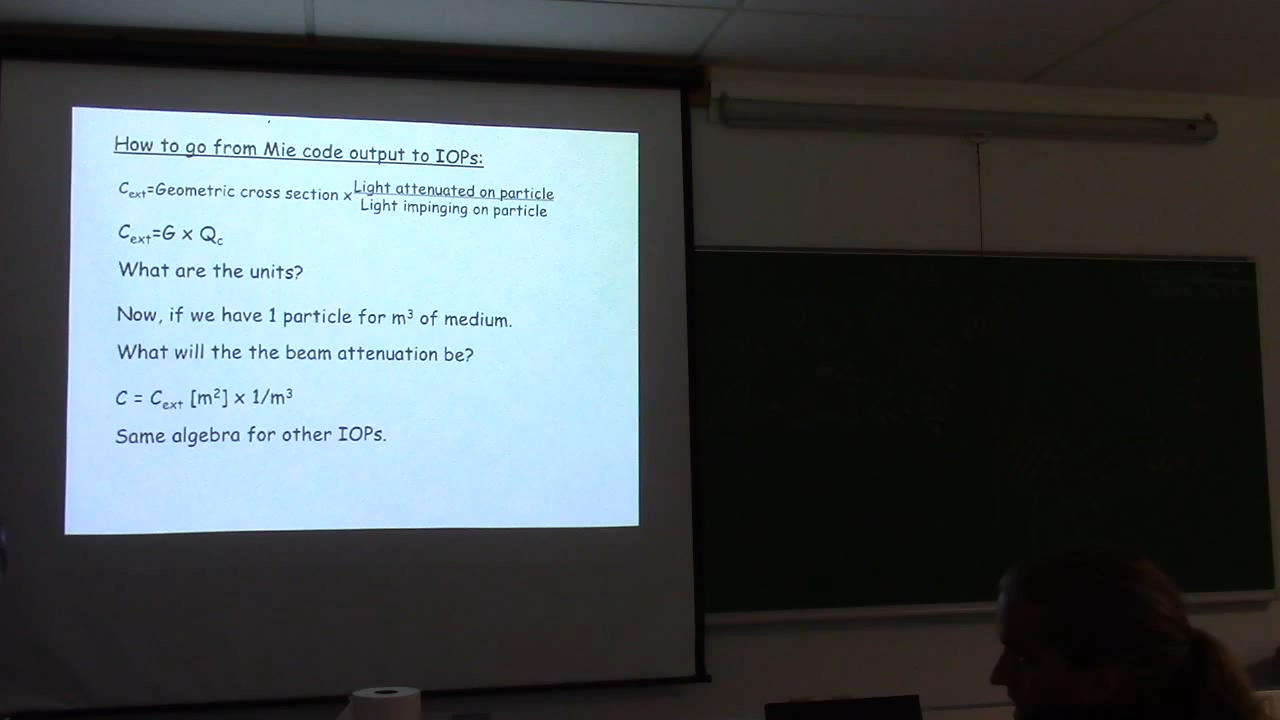 How to go from Mie code output to IOPs:
Cext=Geometric cross section x Light attenuated on particle
Light impinging on particle
Cext=G x Qc
What are the units?
Now, if we have 1 particle for m³ of medium.
What will the the beam attenuation be?
C = Cext [m²] x 1/m³
Same algebra for other IOPs.